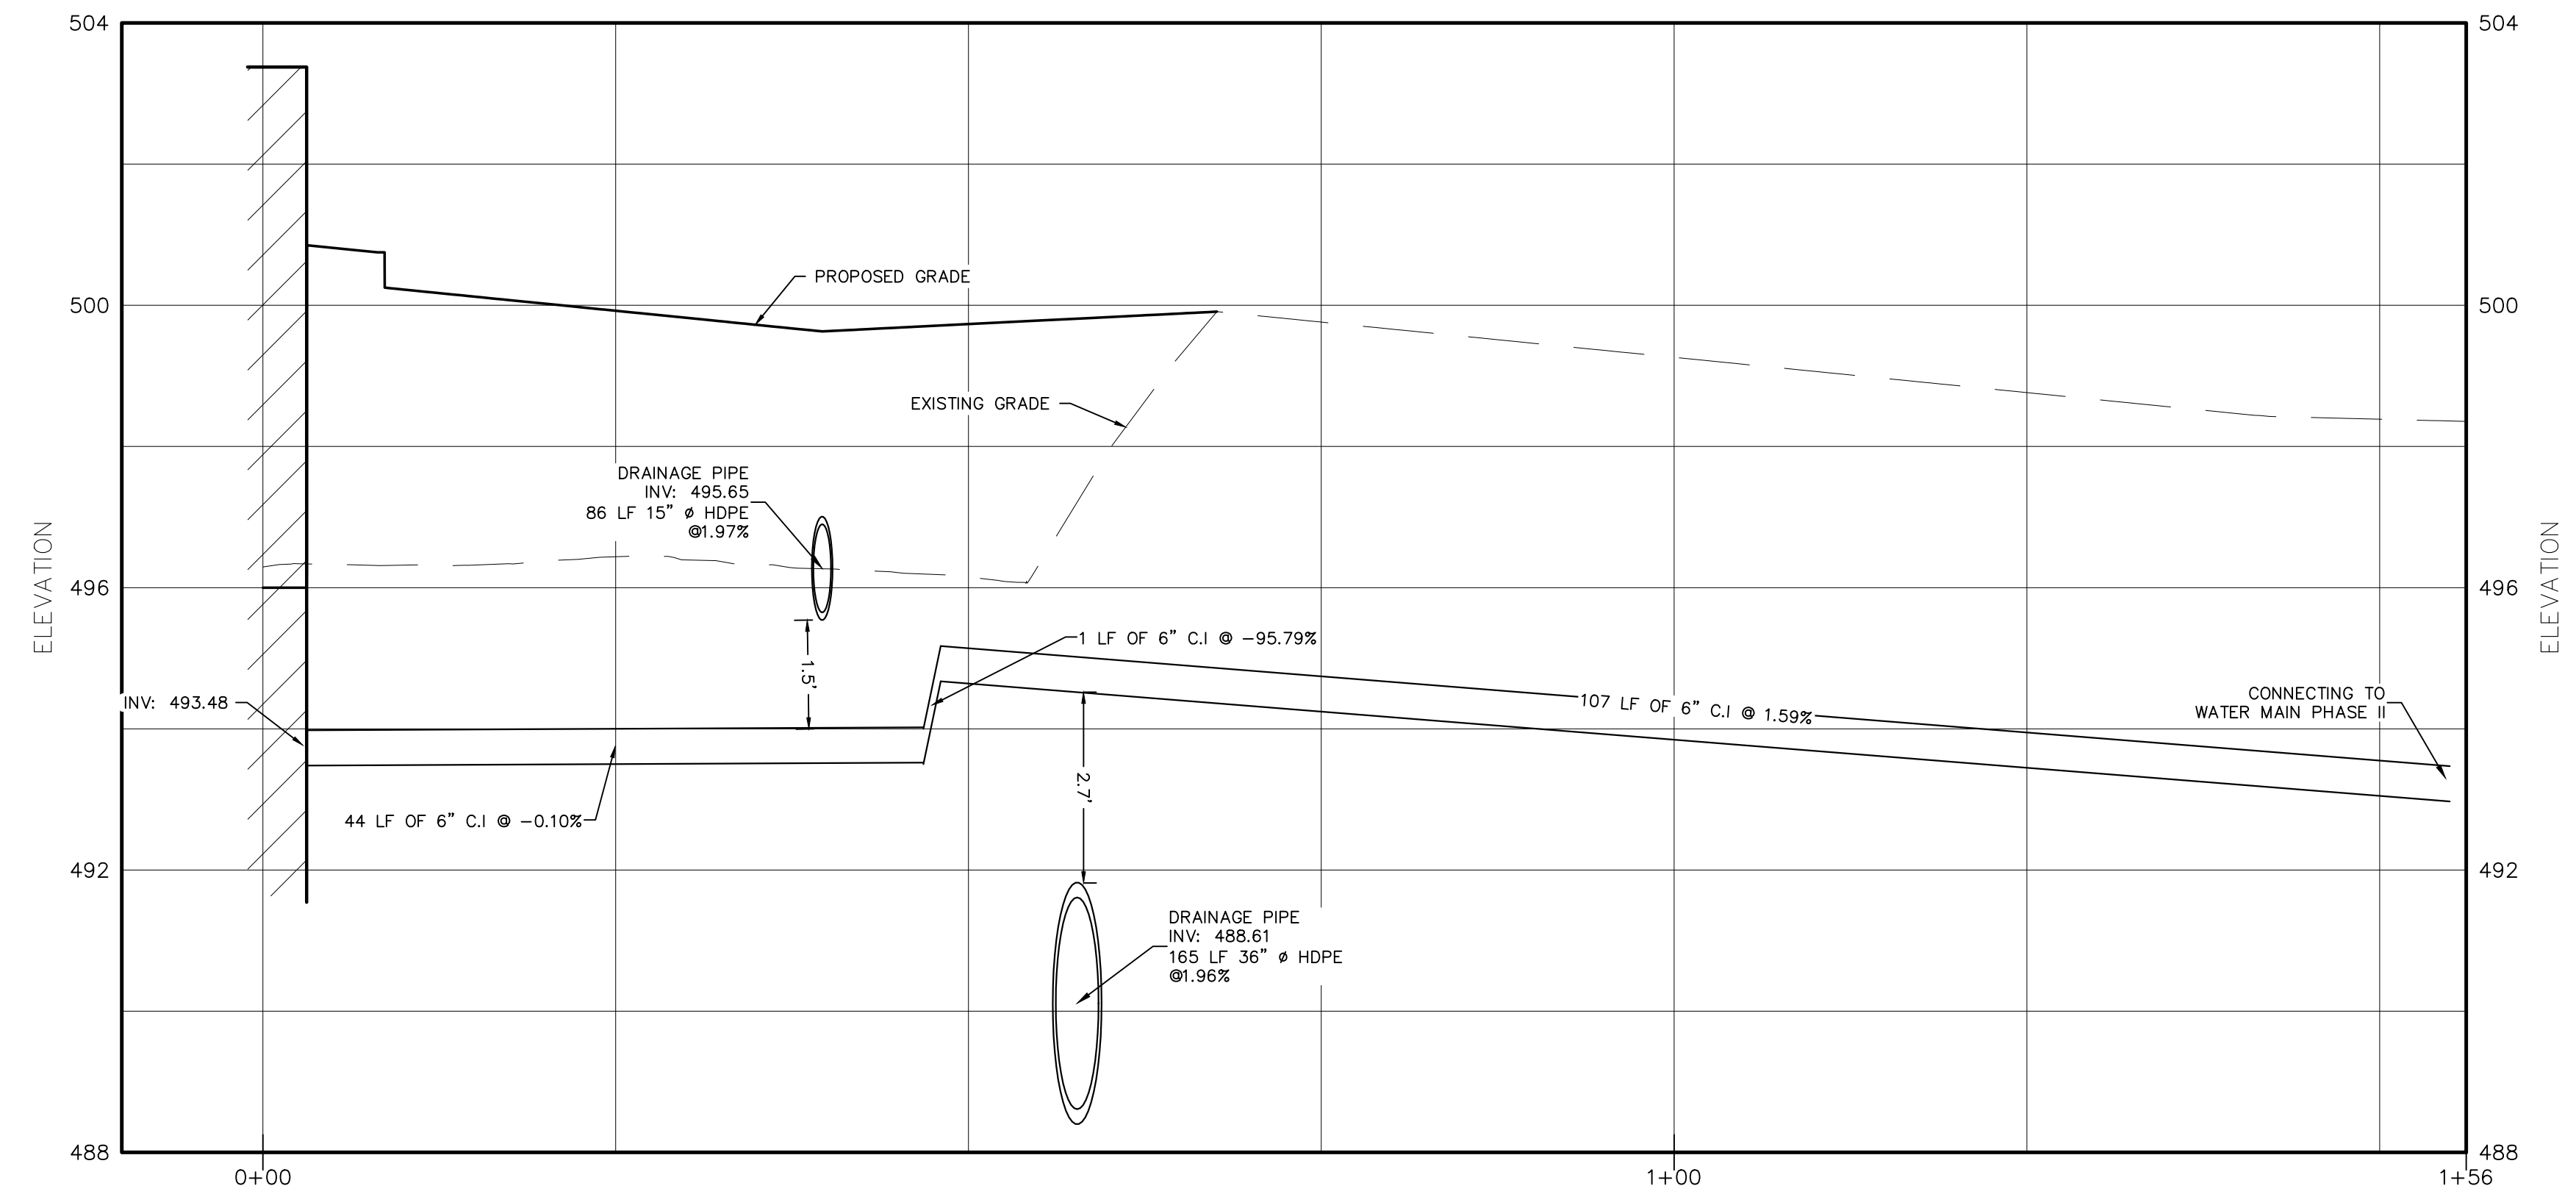 504
504
PROPOSED GRADE
500
500
EXISTING GRADE
DRAINAGE PIPE
INV: 495.65
86 LF 15" ø HDPE
@1.97%
ELEVATION
ELEVATION
496
496
1 LF OF 6" C.I @ -95.79%
1.5'
INV: 493.48
107 LF OF 6" C.I @ 1.59%
CONNECTING TO
WATER MAIN PHASE II
2.7'
44 LF OF 6" C.I @ -0.10%
492
492
DRAINAGE PIPE
INV: 488.61
165 LF 36" ø HDPE
@1.96%
488
488
0+00
1+00
1+56